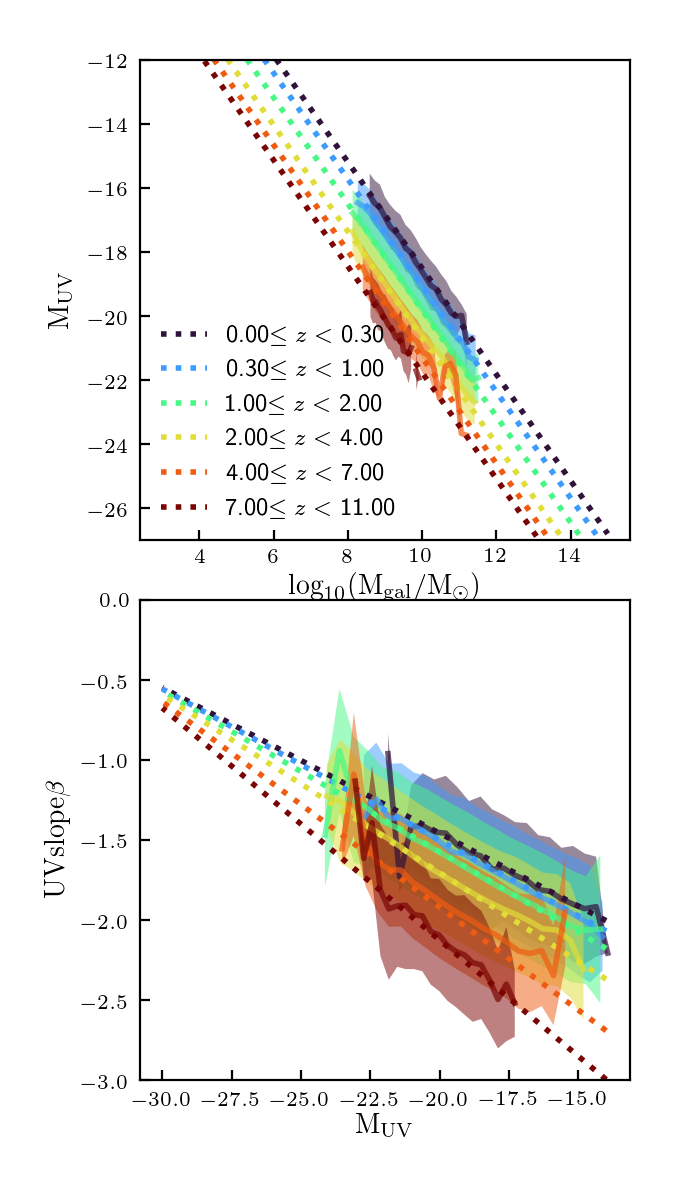 −12
−14
−16
−18
−20
−22
−24
−26
M_UV
0.00≤ z < 0.30
0.30≤ z < 1.00
1.00≤ z < 2.00
2.00≤ z < 4.00
4.00≤ z < 7.00
7.00≤ z < 11.00
4 6 8 10 12 14
log₁₀(M_gal/M_⊙)
0.0
−0.5
−1.0
−1.5
−2.0
−2.5
−3.0
UVslopeβ
−30.0 −27.5 −25.0 −22.5 −20.0 −17.5 −15.0
M_UV